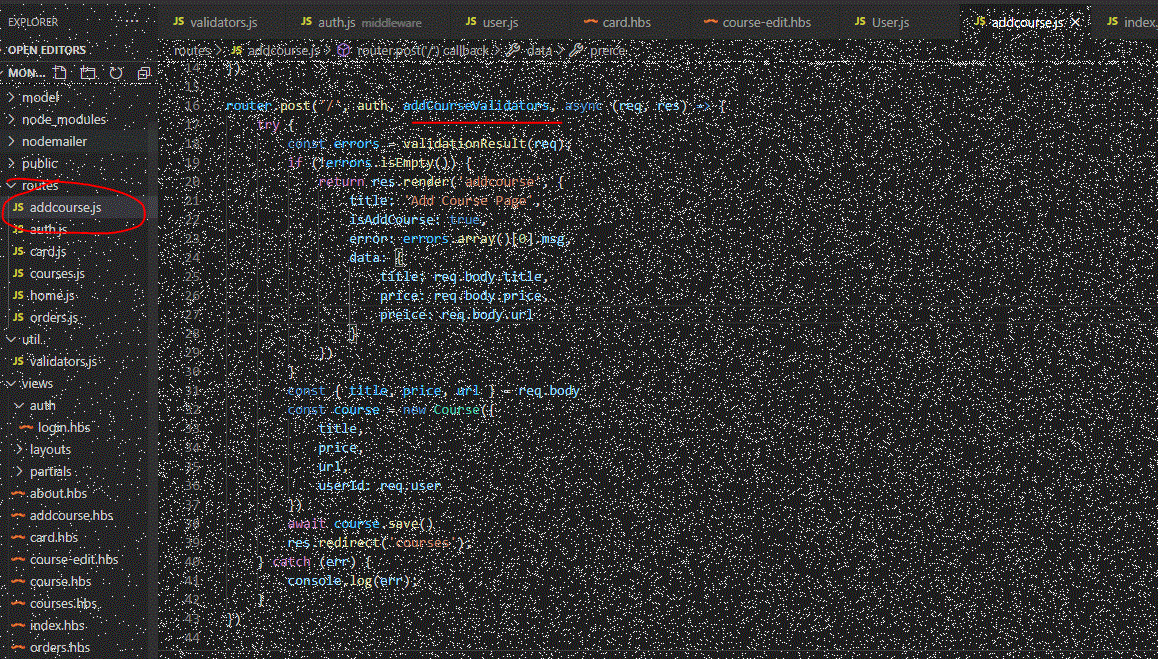 EXPLORER ...
OPEN EDITORS
MON...
model
node_modules
nodemailer
public
routes
JS addcourse.js
JS auth.js
JS card.js
JS courses.js
JS home.js
JS orders.js
util
JS validators.js
views
auth
login.hbs
layouts
partials
about.hbs
addcourse.hbs
card.hbs
course-edit.hbs
course.hbs
courses.hbs
index.hbs
orders.hbs
JS validators.js JS auth.js middleware JS user.js card.hbs course-edit.hbs JS User.js JS addcourse.js JS index.
routes > JS addcourse.js > router.post('/') callback > data > preice
14 })
15
16 router.post('/', auth, addCourseValidators, async (req, res) => {
17 try {
18 const errors = validationResult(req);
19 if (!errors.isEmpty()) {
20 return res.render('addcourse', {
21 title: 'Add Course Page',
22 isAddCourse: true,
23 error: errors.array()[0].msg,
24 data: {
25 title: req.body.title,
26 price: req.body.price,
27 preice: req.body.url
28 }
29 })
30 }
31 const { title, price, url } = req.body
32 const course = new Course({
33 title,
34 price,
35 url,
36 userId: req.user
37 })
38 await course.save()
39 res.redirect('courses');
40 } catch (err) {
41 console.log(err);
42 }
43 })
44